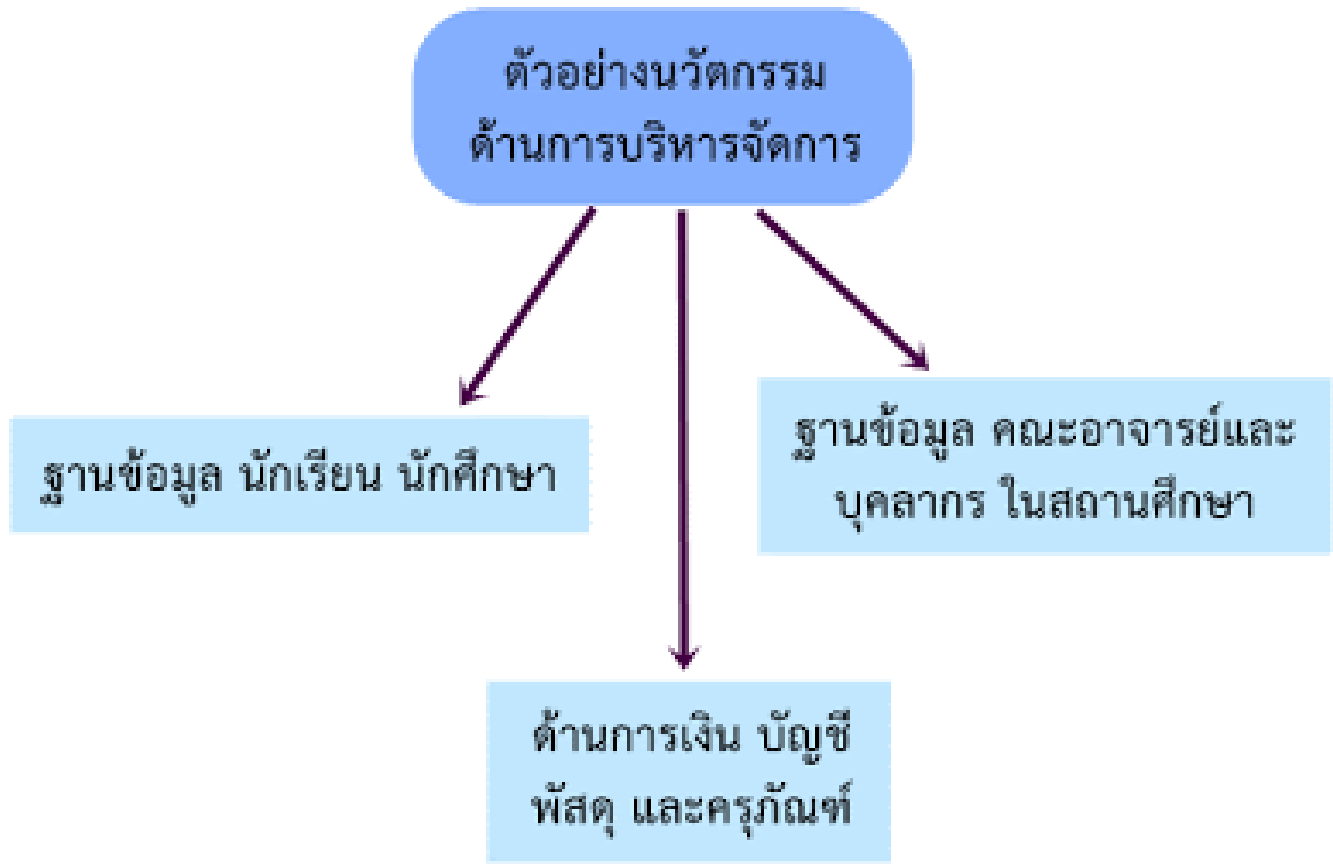 ตัวอย่างนวัตกรรม
ด้านการบริหารจัดการ
ฐานข้อมูล นักเรียน นักศึกษา
ฐานข้อมูล คณะอาจารย์และ
บุคลากร ในสถานศึกษา
ด้านการเงิน บัญชี
พัสดุ และครุภัณฑ์